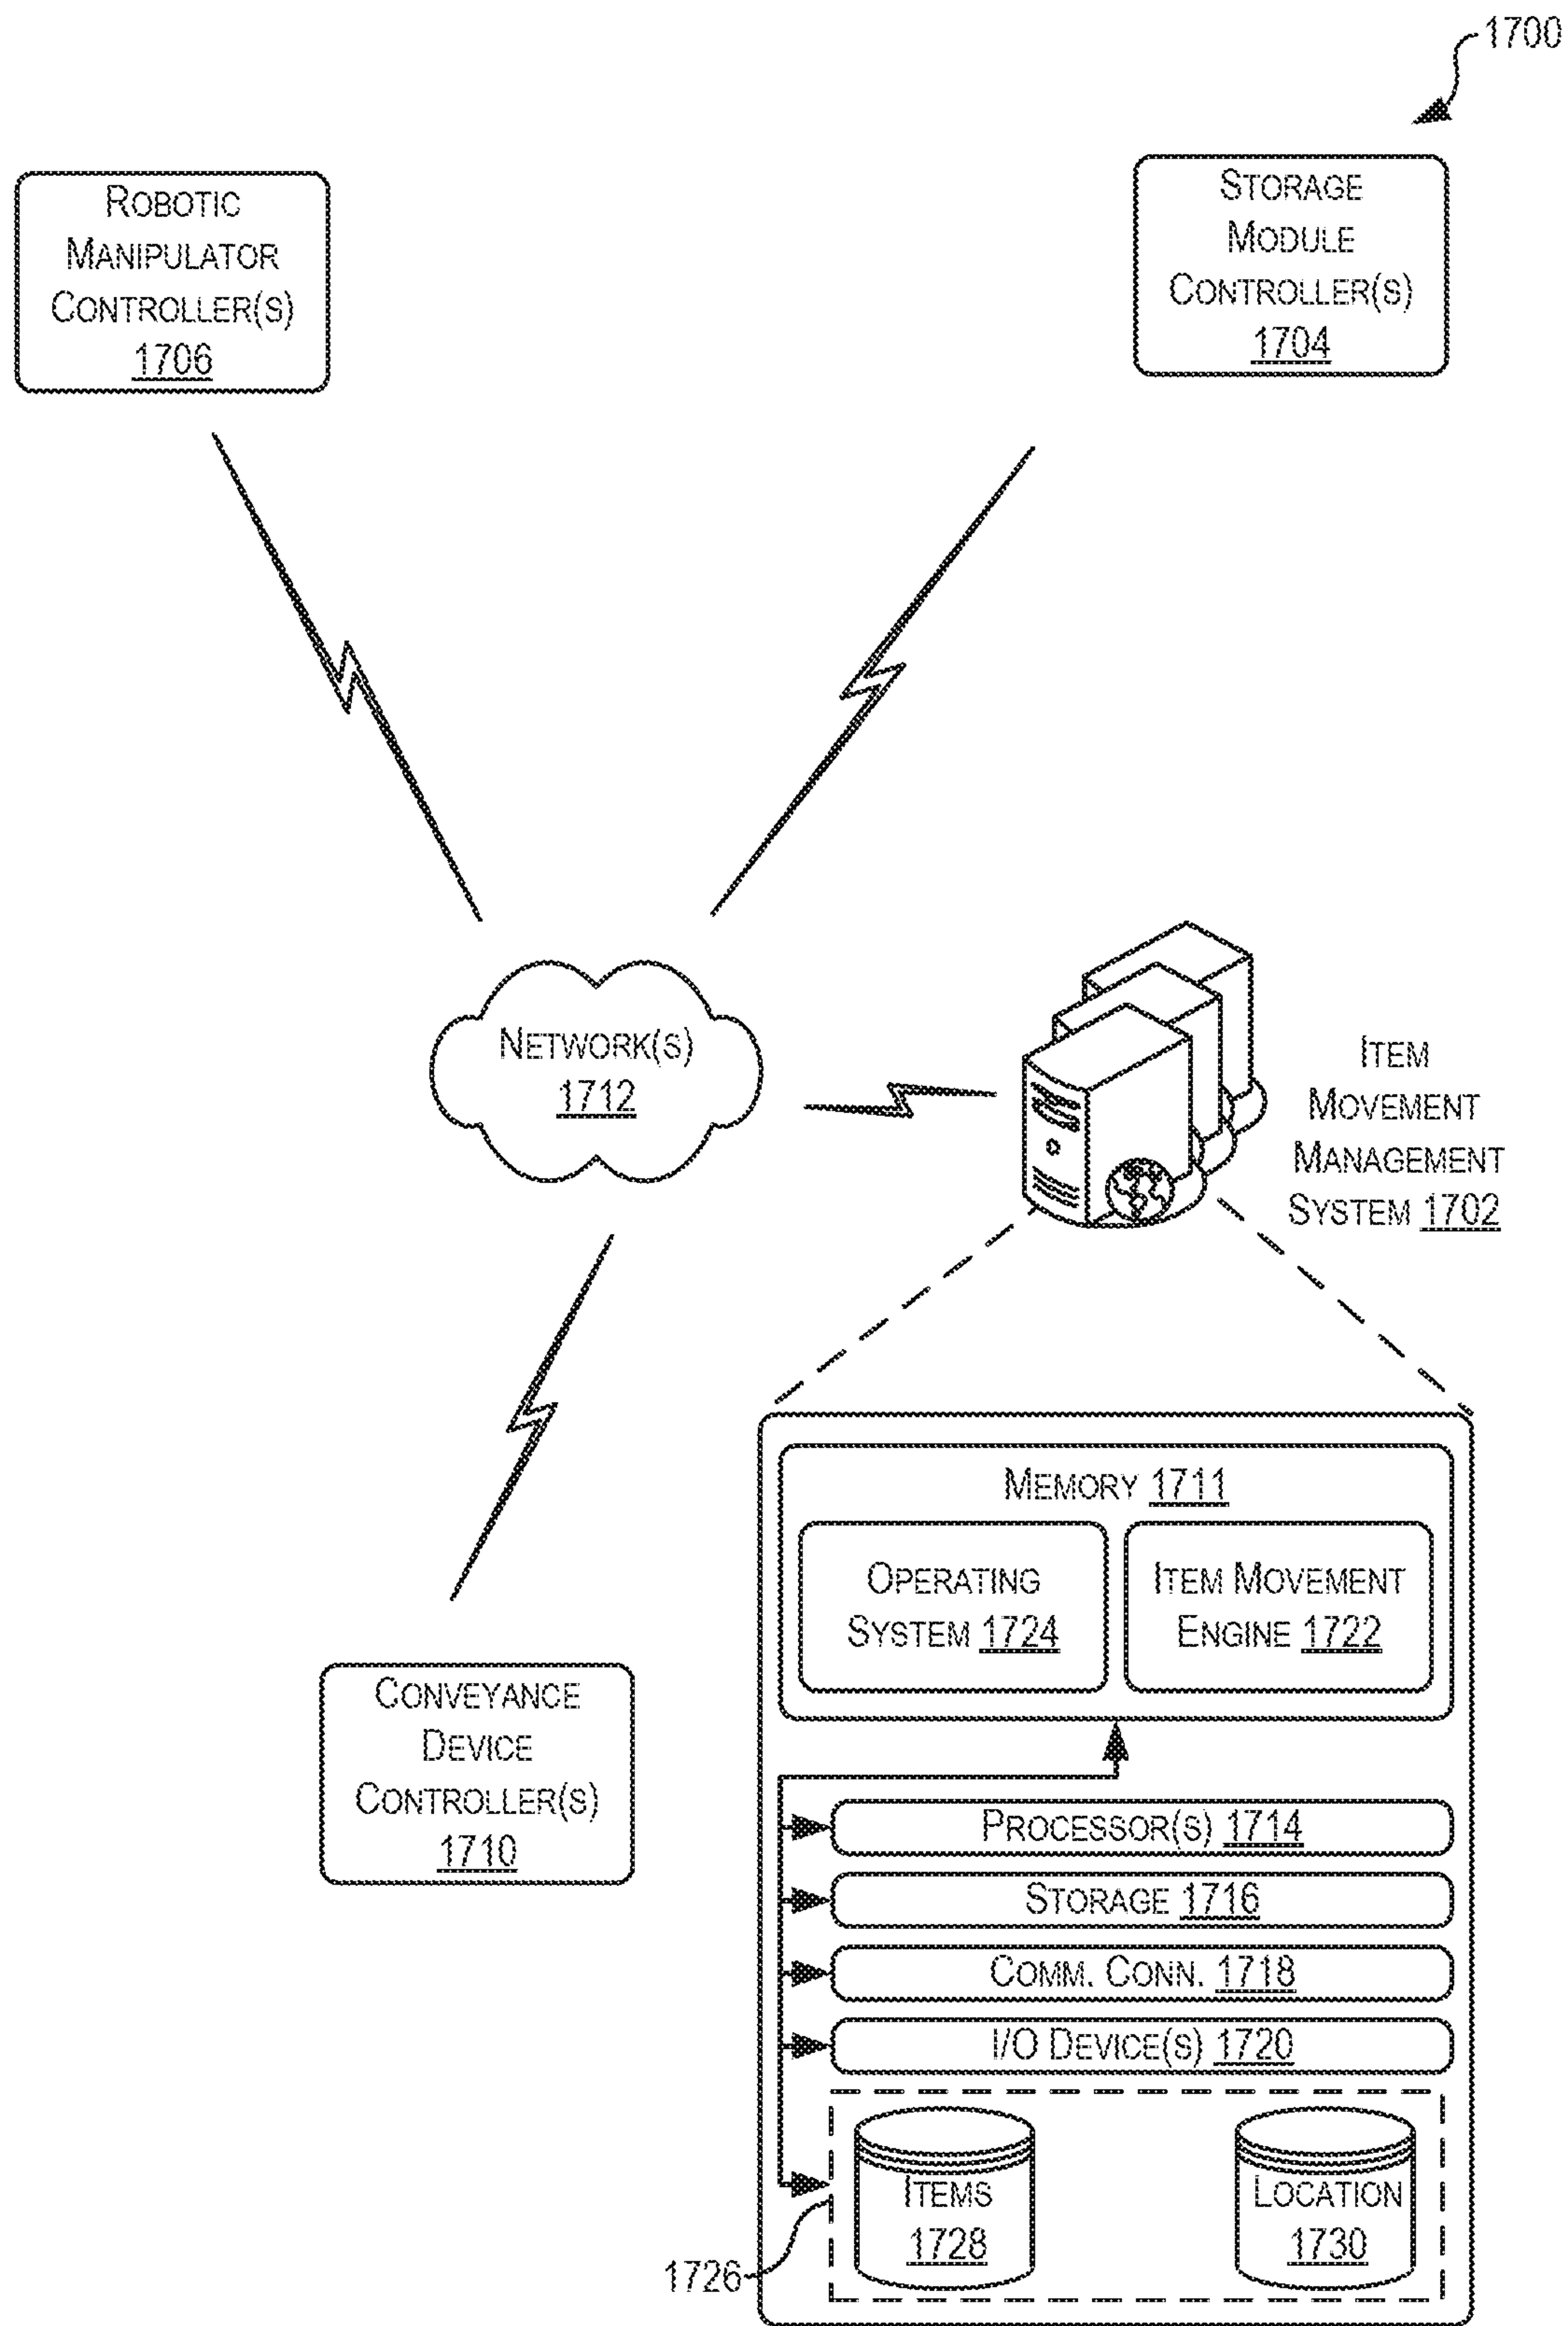 1700
ROBOTIC
MANIPULATOR
CONTROLLER(S)
1706
STORAGE
MODULE
CONTROLLER(S)
1704
NETWORK(S)
1712
ITEM
MOVEMENT
MANAGEMENT
SYSTEM 1702
CONVEYANCE
DEVICE
CONTROLLER(S)
1710
MEMORY 1711
OPERATING
SYSTEM 1724
ITEM MOVEMENT
ENGINE 1722
PROCESSOR(S) 1714
STORAGE 1716
COMM. CONN. 1718
I/O DEVICE(S) 1720
ITEMS
1728
LOCATION
1730
1726